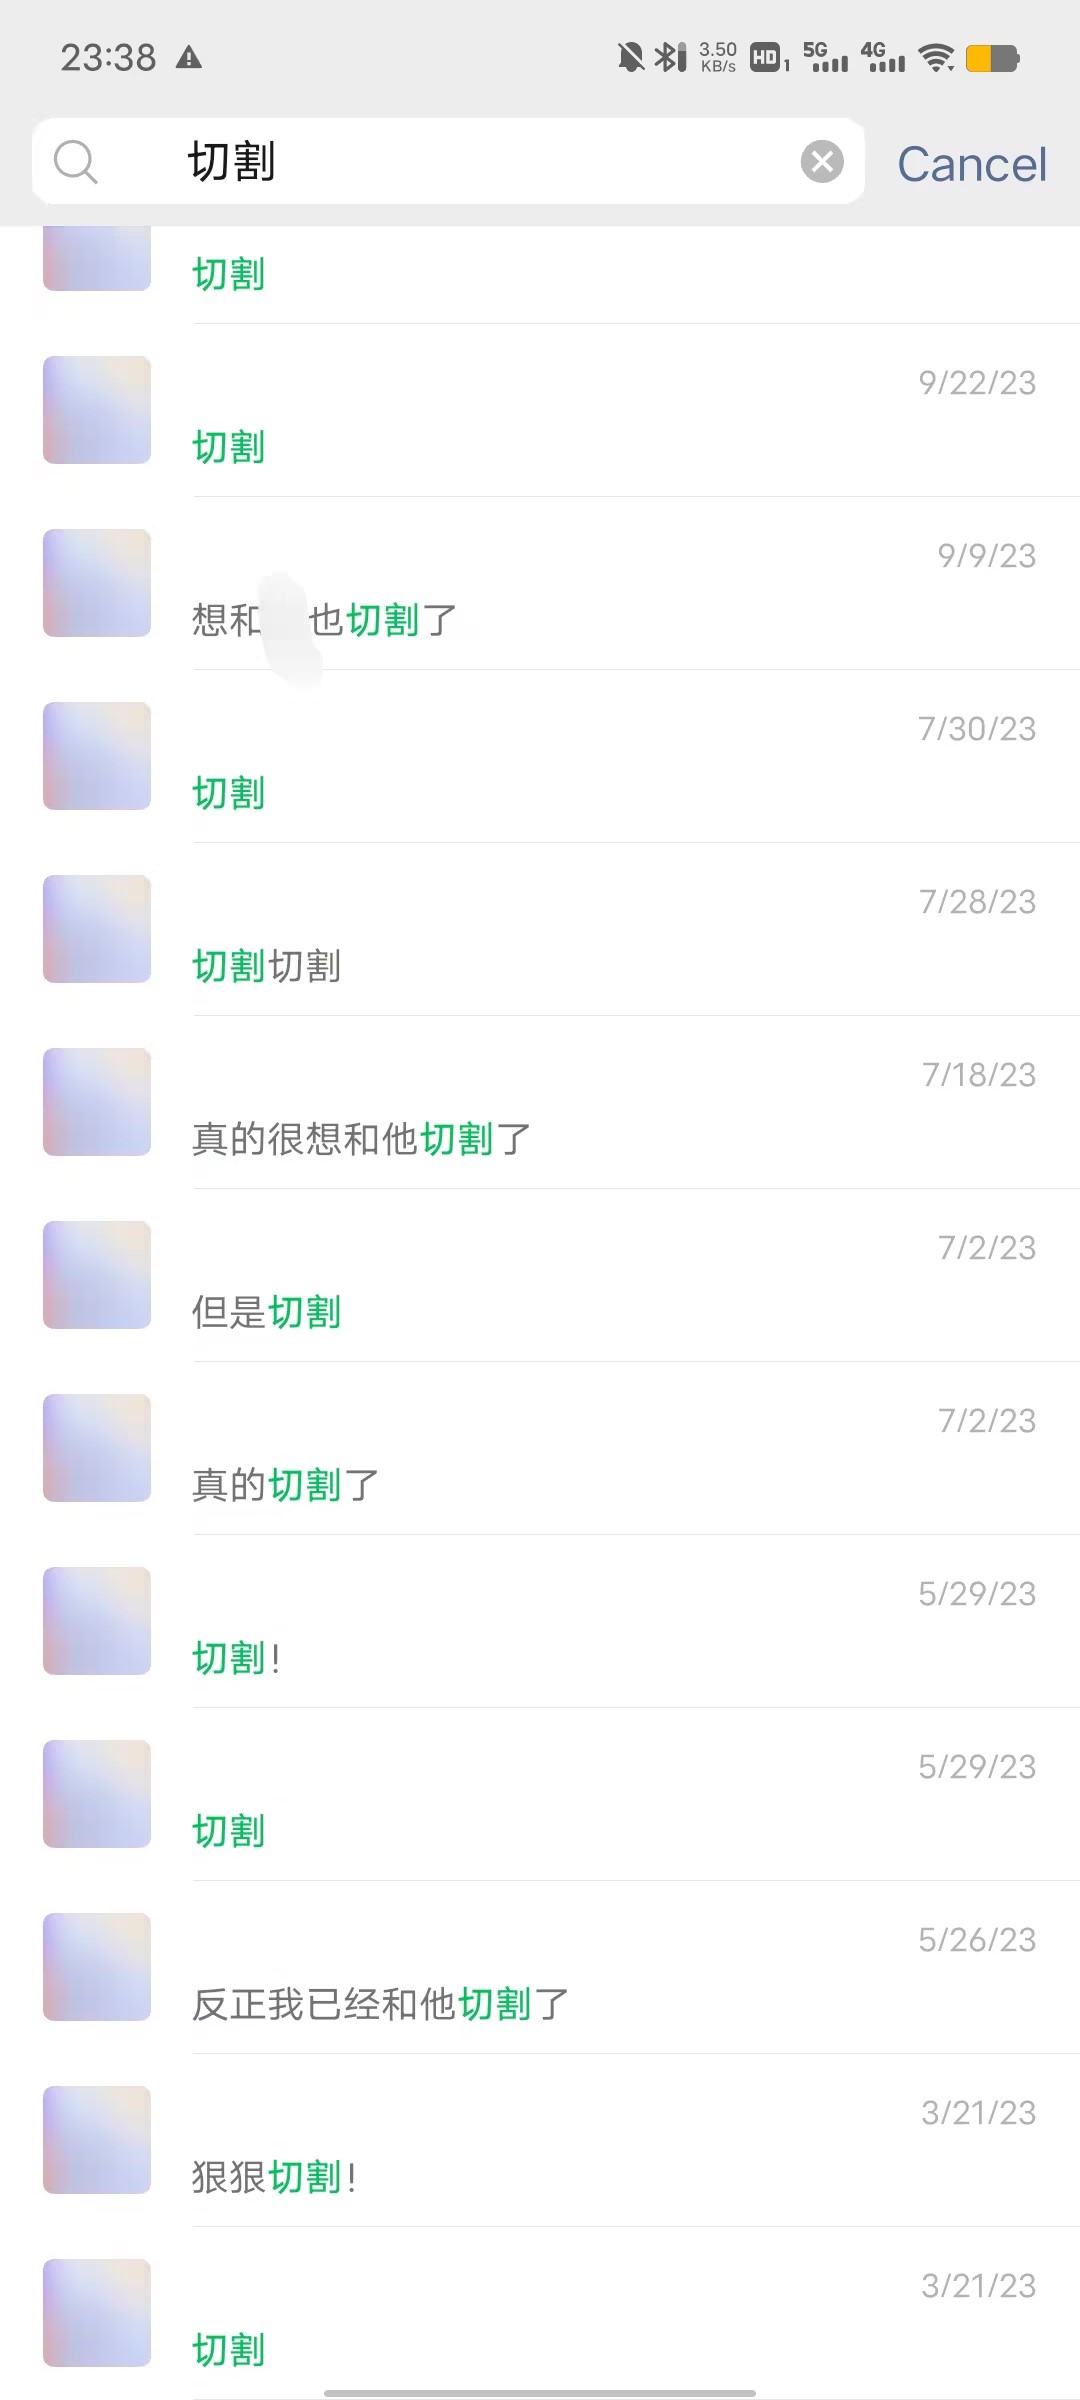 23:38
3.50
KB/s
HD 1
5G
4G
切割
Cancel
切割
9/22/23
切割
9/9/23
想和 也切割了
7/30/23
切割
7/28/23
切割切割
7/18/23
真的很想和他切割了
7/2/23
但是切割
7/2/23
真的切割了
5/29/23
切割!
5/29/23
切割
5/26/23
反正我已经和他切割了
3/21/23
狠狠切割!
3/21/23
切割